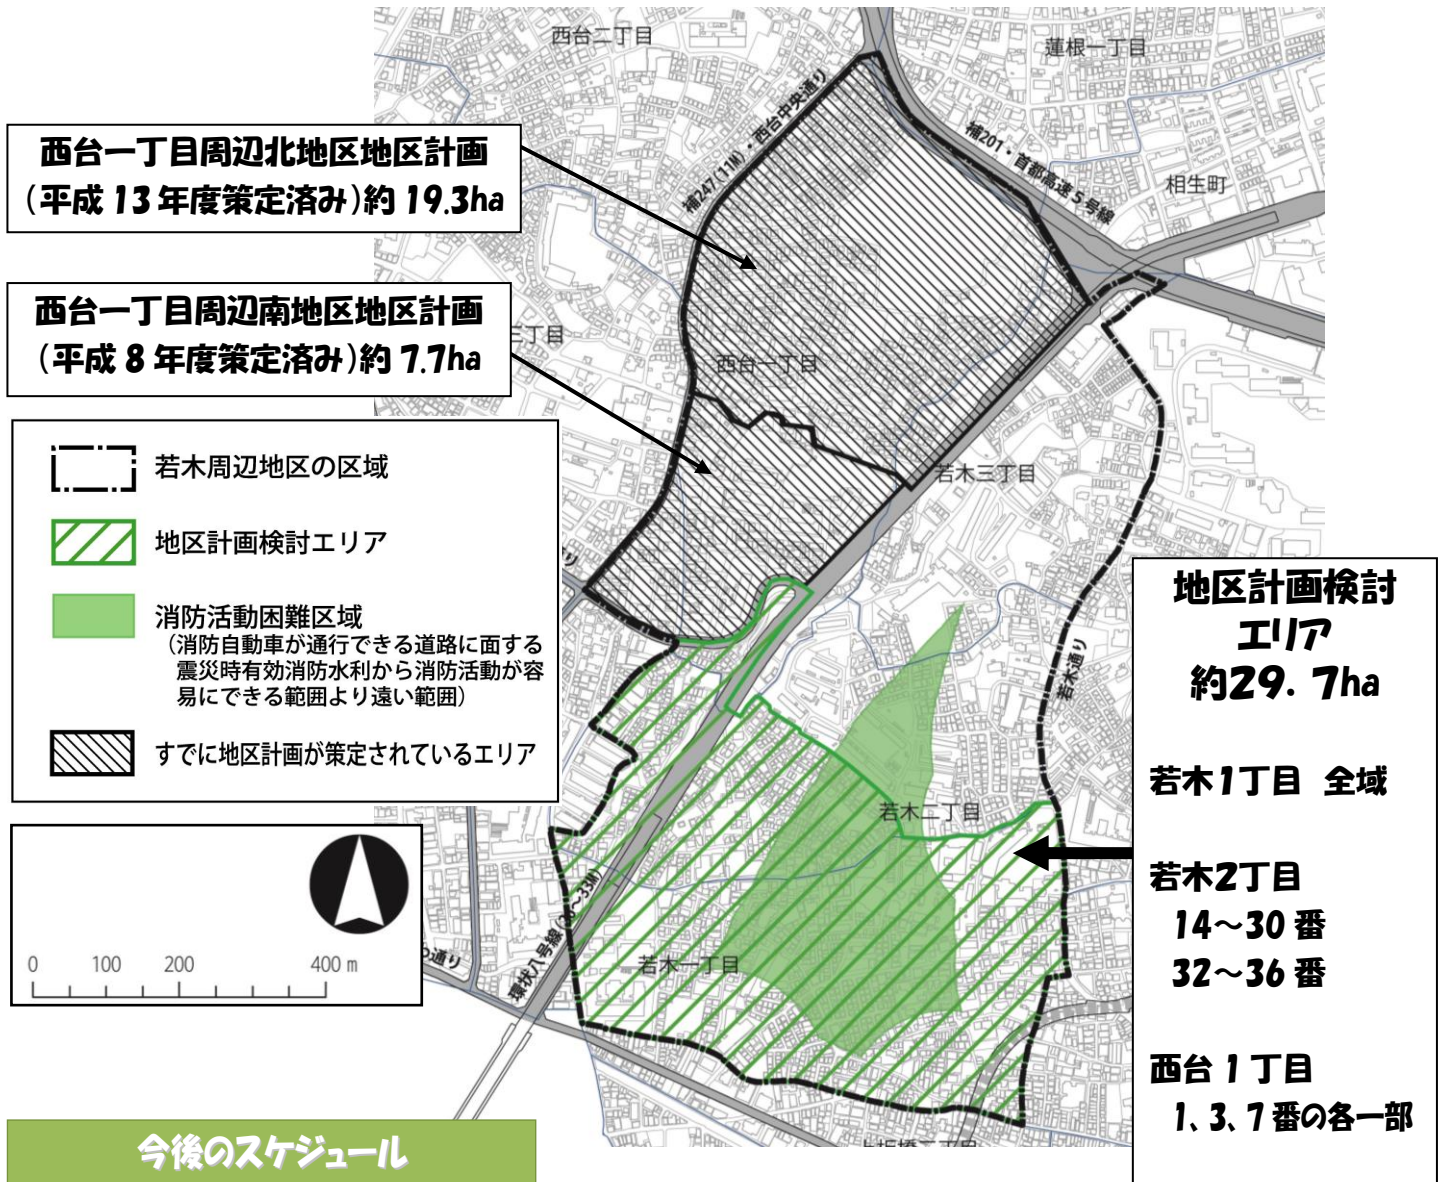 西台二丁目
蓮根一丁目
補247(11M)・西台中央通り
補201・首都高速5号線
相生町
西台一丁目周辺北地区地区計画
(平成13年度策定済み)約19.3ha
西台一丁目周辺南地区地区計画
(平成8年度策定済み)約7.7ha
三丁目
西台一丁目
若木三丁目
若木周辺地区の区域
地区計画検討エリア
消防活動困難区域
(消防自動車が通行できる道路に面する
震災時有効消防水利から消防活動が容
易にできる範囲より遠い範囲)
すでに地区計画が策定されているエリア
若木通り
若木二丁目
若木一丁目
通り
0 100 200 400 m
地区計画検討
エリア
約29.7ha
若木1丁目 全域
若木2丁目
14~30番
32~36番
西台1丁目
1、3、7番の各一部
今後のスケジュール